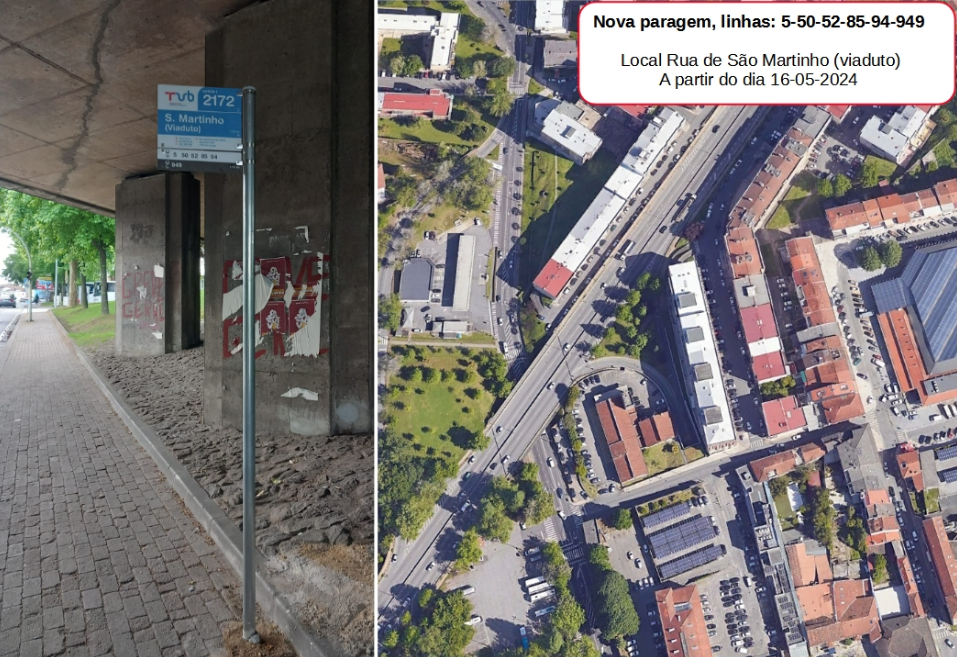 TUB
2172
S. Martinho
(Viaduto)
5 50 52 85 94
949
Nova paragem, linhas: 5-50-52-85-94-949
Local Rua de São Martinho (viaduto)
A partir do dia 16-05-2024